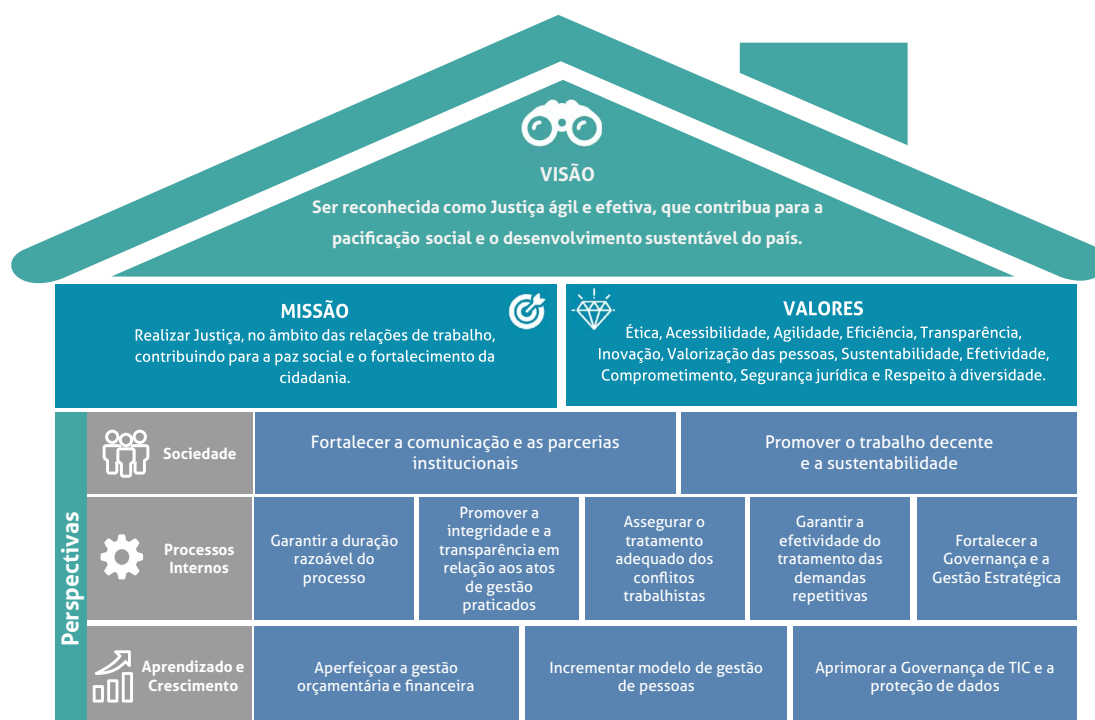 VISÃO
Ser reconhecida como Justiça ágil e efetiva, que contribua para a
pacificação social e o desenvolvimento sustentável do país.
MISSÃO
Realizar Justiça, no âmbito das relações de trabalho,
contribuindo para a paz social e o fortalecimento da
cidadania.
VALORES
Ética, Acessibilidade, Agilidade, Eficiência, Transparência,
Inovação, Valorização das pessoas, Sustentabilidade, Efetividade,
Comprometimento, Segurança jurídica e Respeito à diversidade.
Perspectivas
Sociedade
Fortalecer a comunicação e as parcerias
institucionais
Promover o trabalho decente
e a sustentabilidade
Processos
Internos
Garantir a duração
razoável do
processo
Promover a
integridade e a
transparência em
relação aos atos
de gestão
praticados
Assegurar o
tratamento
adequado dos
conflitos
trabalhistas
Garantir a
efetividade do
tratamento das
demandas
repetitivas
Fortalecer a
Governança e a
Gestão Estratégica
Aprendizado e
Crescimento
Aperfeiçoar a gestão
orçamentária e financeira
Incrementar modelo de gestão
de pessoas
Aprimorar a Governança de TIC e a
proteção de dados